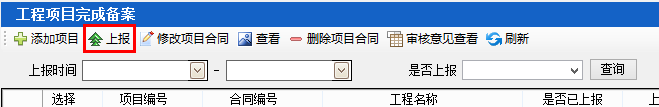 工程项目完成备案
添加项目 上报 修改项目合同 查看 删除项目合同 审核意见查看 刷新
上报时间 - 是否上报 查询
选择 项目编号 合同编号 工程名称 是否已上报 上